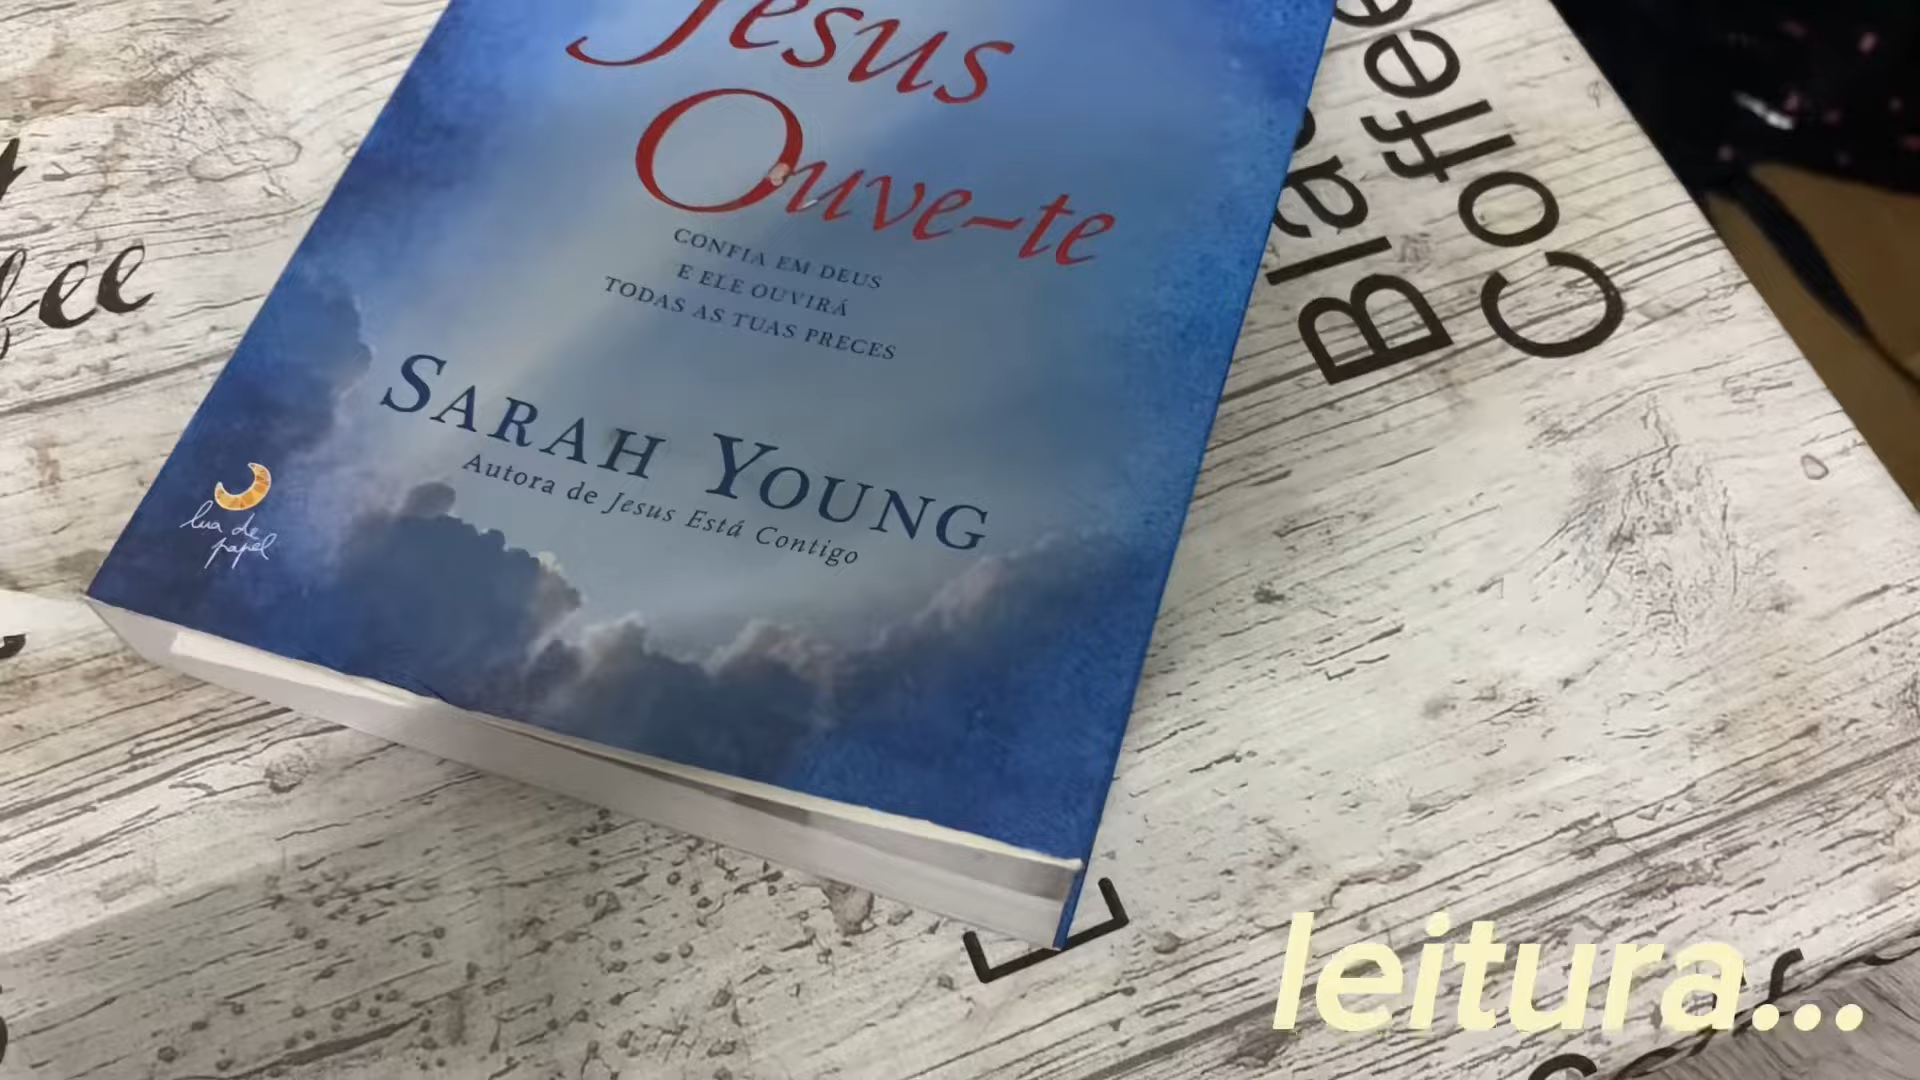 Jesus
Ouve-te
CONFIA EM DEUS
E ELE OUVIRÁ
TODAS AS TUAS PRECES
SARAH YOUNG
Autora de Jesus Está Contigo
lua de
papel
Coffee
leitura...